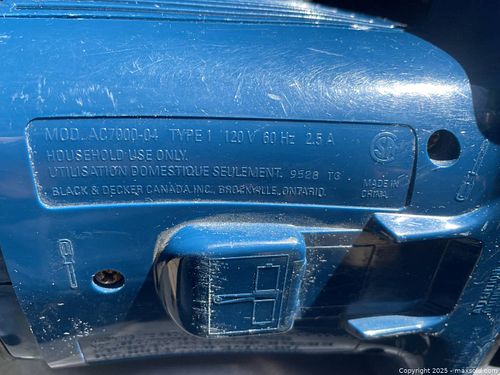 MOD. AC7000-04 TYPE 1 120 V 60 Hz 2.5 A
HOUSEHOLD USE ONLY.
UTILISATION DOMESTIQUE SEULEMENT. 9528 TG
BLACK & DECKER CANADA INC., BROCKVILLE, ONTARIO.
MADE IN
CHINA
Copyright 2025 - maxsold.com